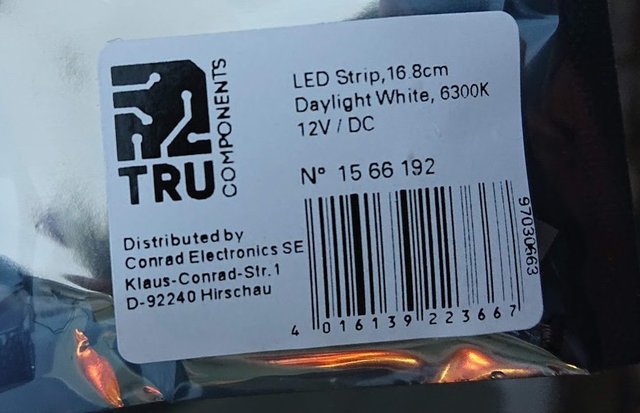 TRU
COMPONENTS
LED Strip,16.8cm
Daylight White, 6300K
12V / DC
N° 15 66 192
Distributed by
Conrad Electronics SE
Klaus-Conrad-Str. 1
D-92240 Hirschau
4 016139 223667
97030663